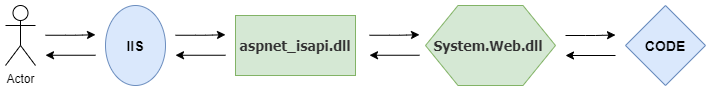 Actor
IIS
aspnet_isapi.dll
System.Web.dll
CODE